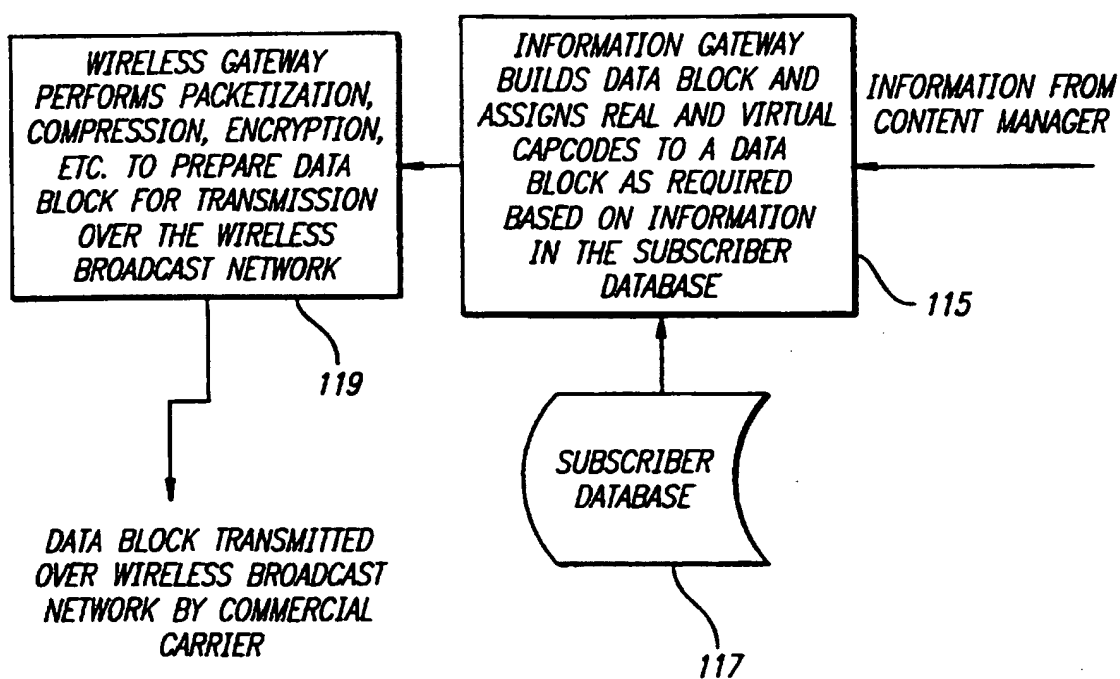 WIRELESS GATEWAY
PERFORMS PACKETIZATION,
COMPRESSION, ENCRYPTION,
ETC. TO PREPARE DATA
BLOCK FOR TRANSMISSION
OVER THE WIRELESS
BROADCAST NETWORK
119
INFORMATION GATEWAY
BUILDS DATA BLOCK AND
ASSIGNS REAL AND VIRTUAL
CAPCODES TO A DATA
BLOCK AS REQUIRED
BASED ON INFORMATION
IN THE SUBSCRIBER
DATABASE
115
INFORMATION FROM
CONTENT MANAGER
SUBSCRIBER
DATABASE
117
DATA BLOCK TRANSMITTED
OVER WIRELESS BROADCAST
NETWORK BY COMMERCIAL
CARRIER